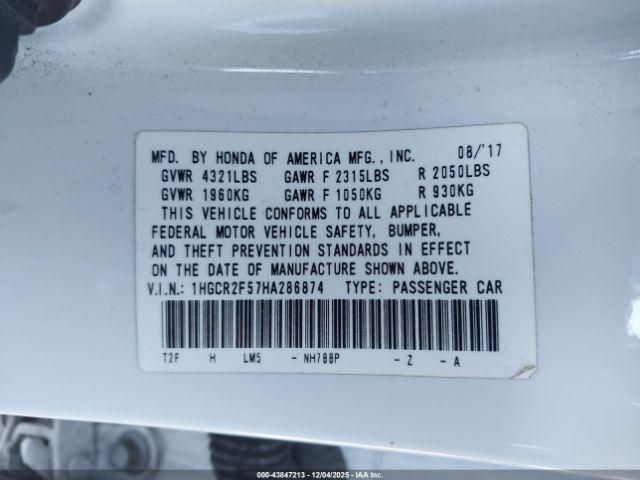 MFD. BY HONDA OF AMERICA MFG., INC. 08/'17
GVWR 4321LBS GAWR F 2315LBS R 2050LBS
GVWR 1960KG GAWR F 1050KG R 930KG
THIS VEHICLE CONFORMS TO ALL APPLICABLE
FEDERAL MOTOR VEHICLE SAFETY, BUMPER,
AND THEFT PREVENTION STANDARDS IN EFFECT
ON THE DATE OF MANUFACTURE SHOWN ABOVE.
V.I.N.: 1HGCR2F57HA286874 TYPE: PASSENGER CAR
T2F H LM5 - NH788P - Z - A
000-43847213 - 12/04/2025 - IAA INC.